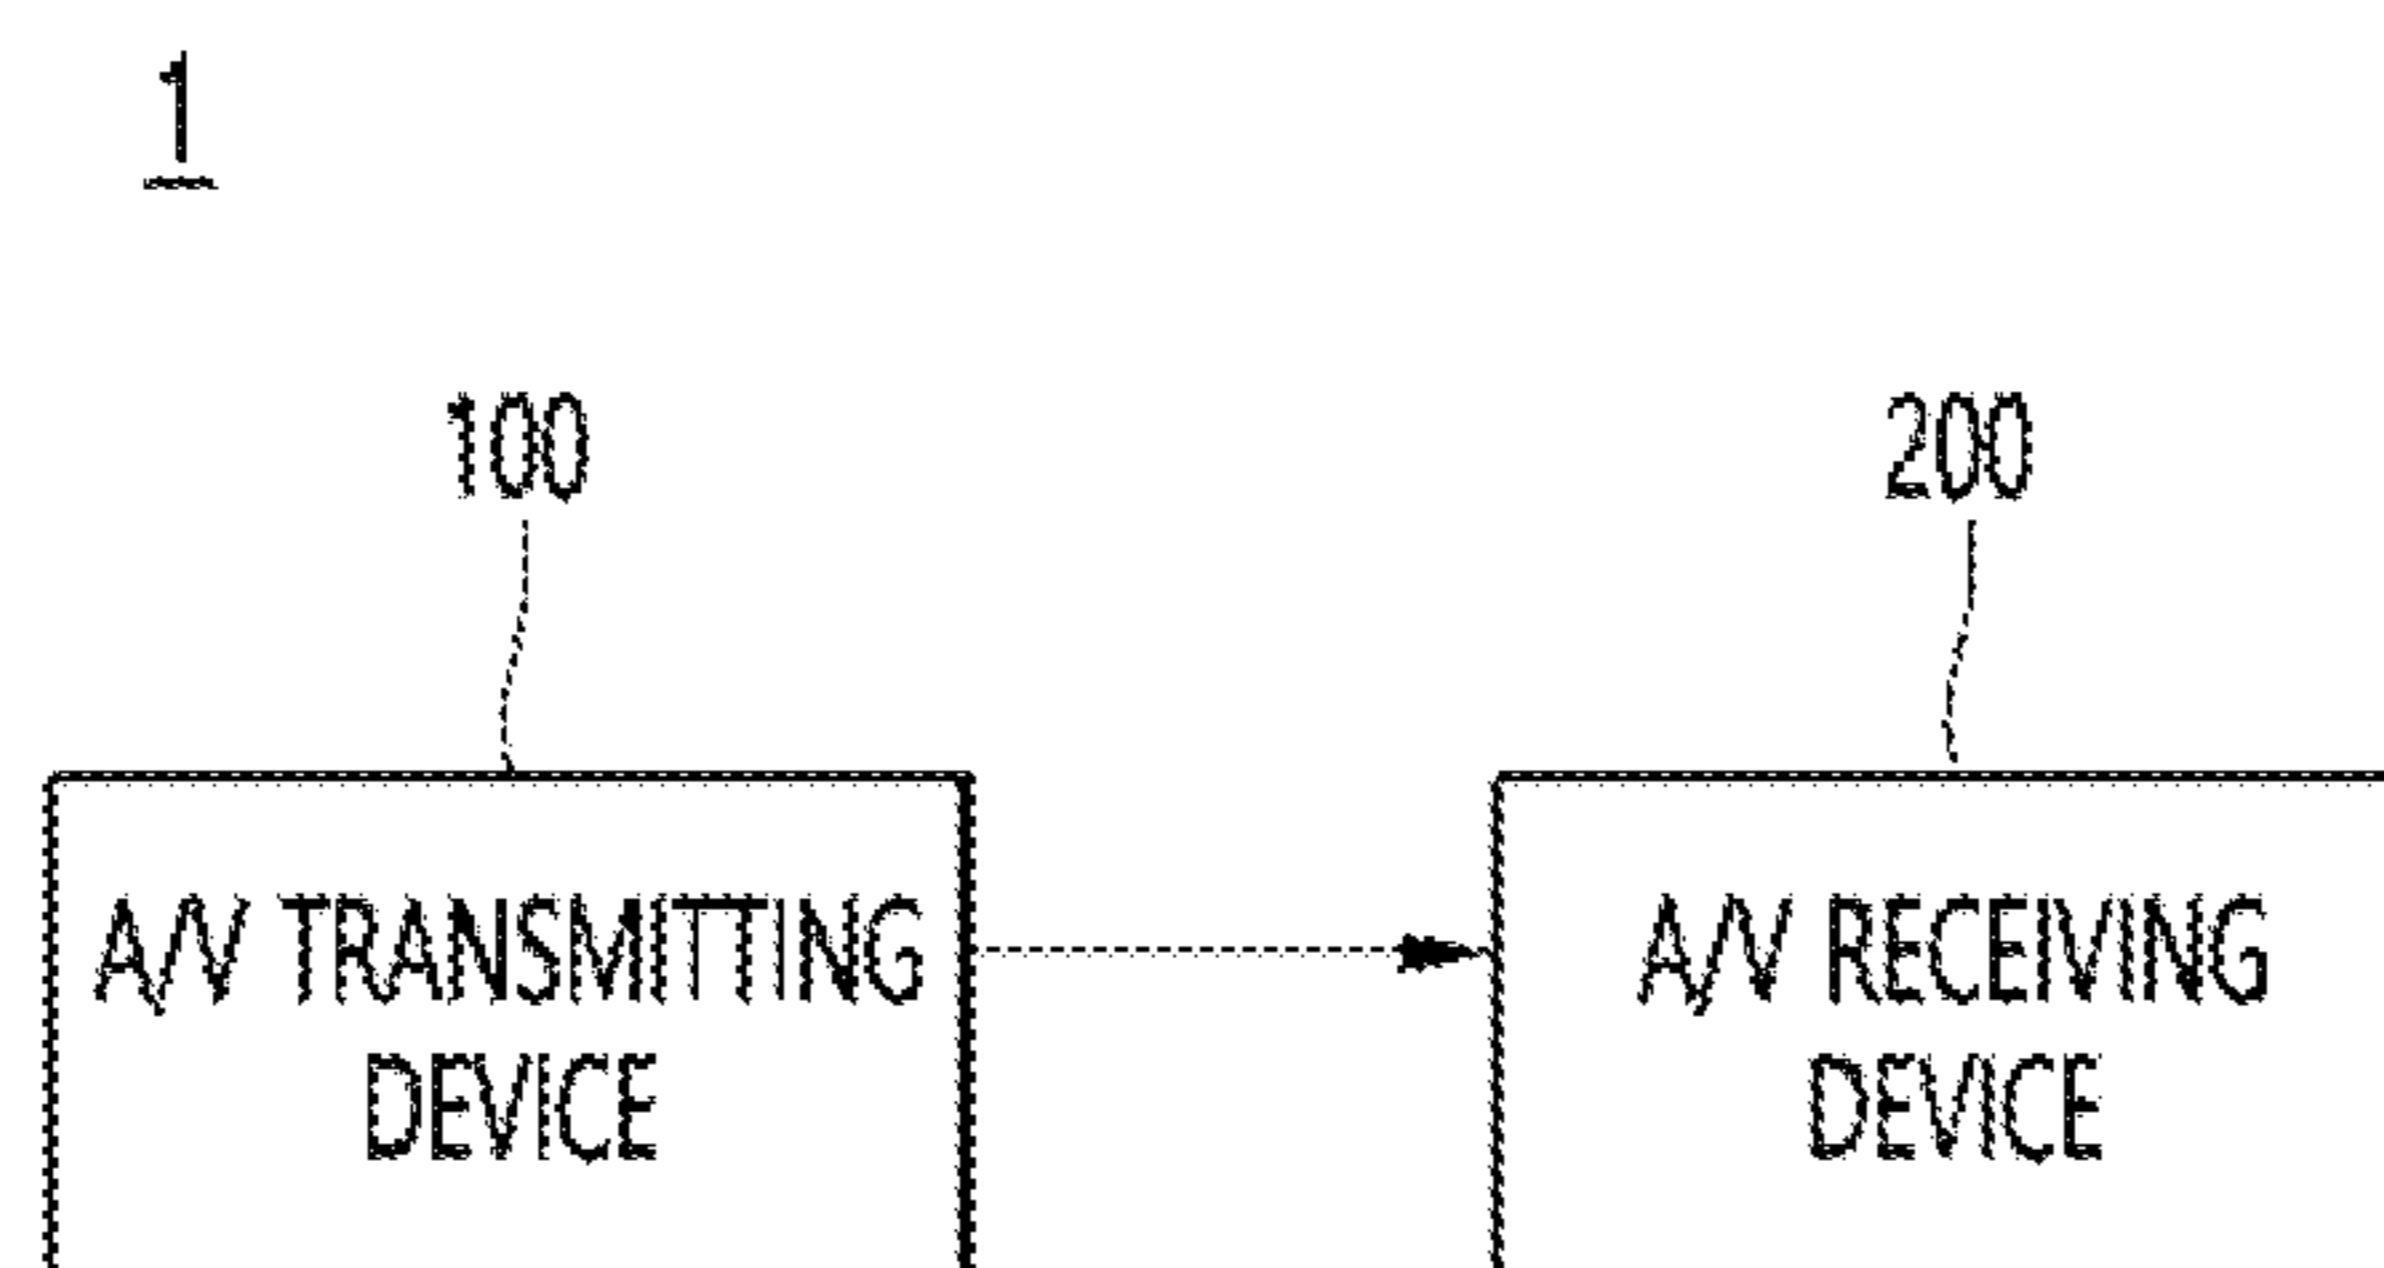 1
100
200
A/V TRANSMITTING
DEVICE
A/V RECEIVING
DEVICE